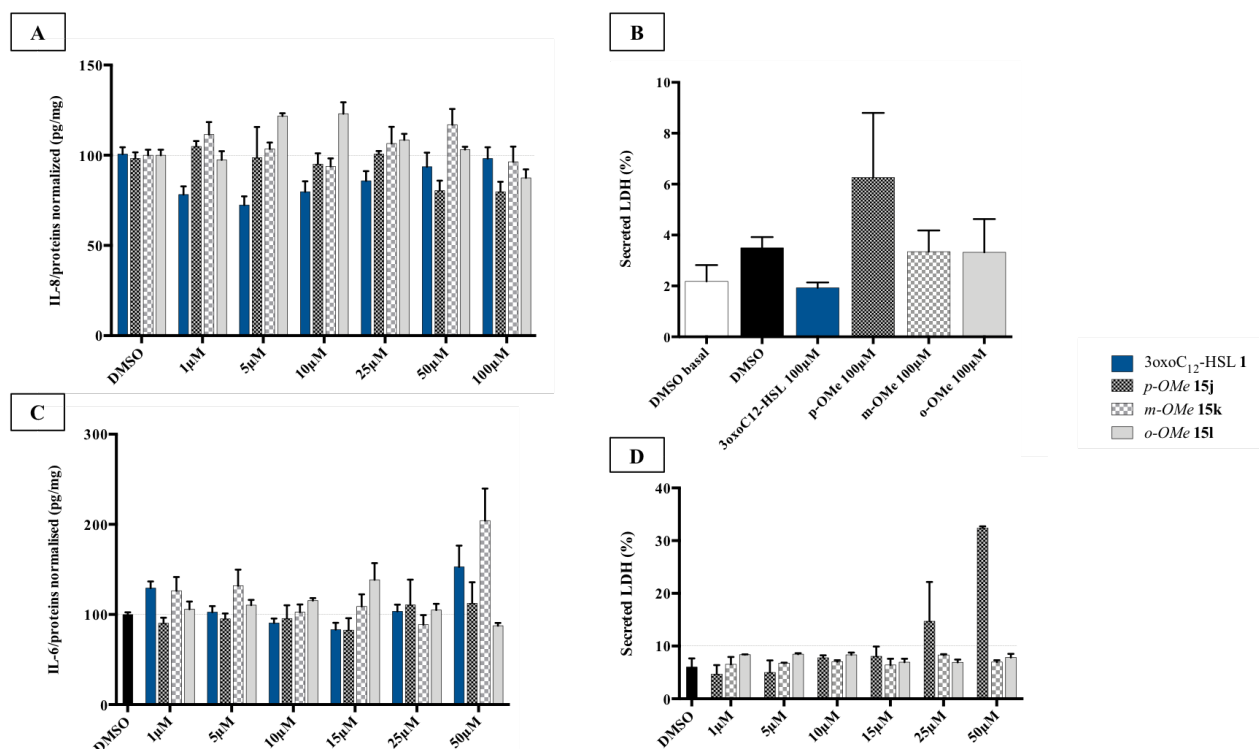 A
IL-8/proteins normalized (pg/mg)
150
100
50
0
DMSO
1µM
5µM
10µM
25µM
50µM
100µM
B
Secreted LDH (%)
10
8
6
4
2
0
DMSO basal
DMSO
3oxoC12-HSL 100µM
p-OMe 100µM
m-OMe 100µM
o-OMe 100µM
3oxoC12-HSL 1
p-OMe 15j
m-OMe 15k
o-OMe 15l
C
IL-6/proteins normalised (pg/mg)
300
200
100
0
DMSO
1µM
5µM
10µM
15µM
25µM
50µM
D
Secreted LDH (%)
40
30
20
10
0
DMSO
1µM
5µM
10µM
15µM
25µM
50µM